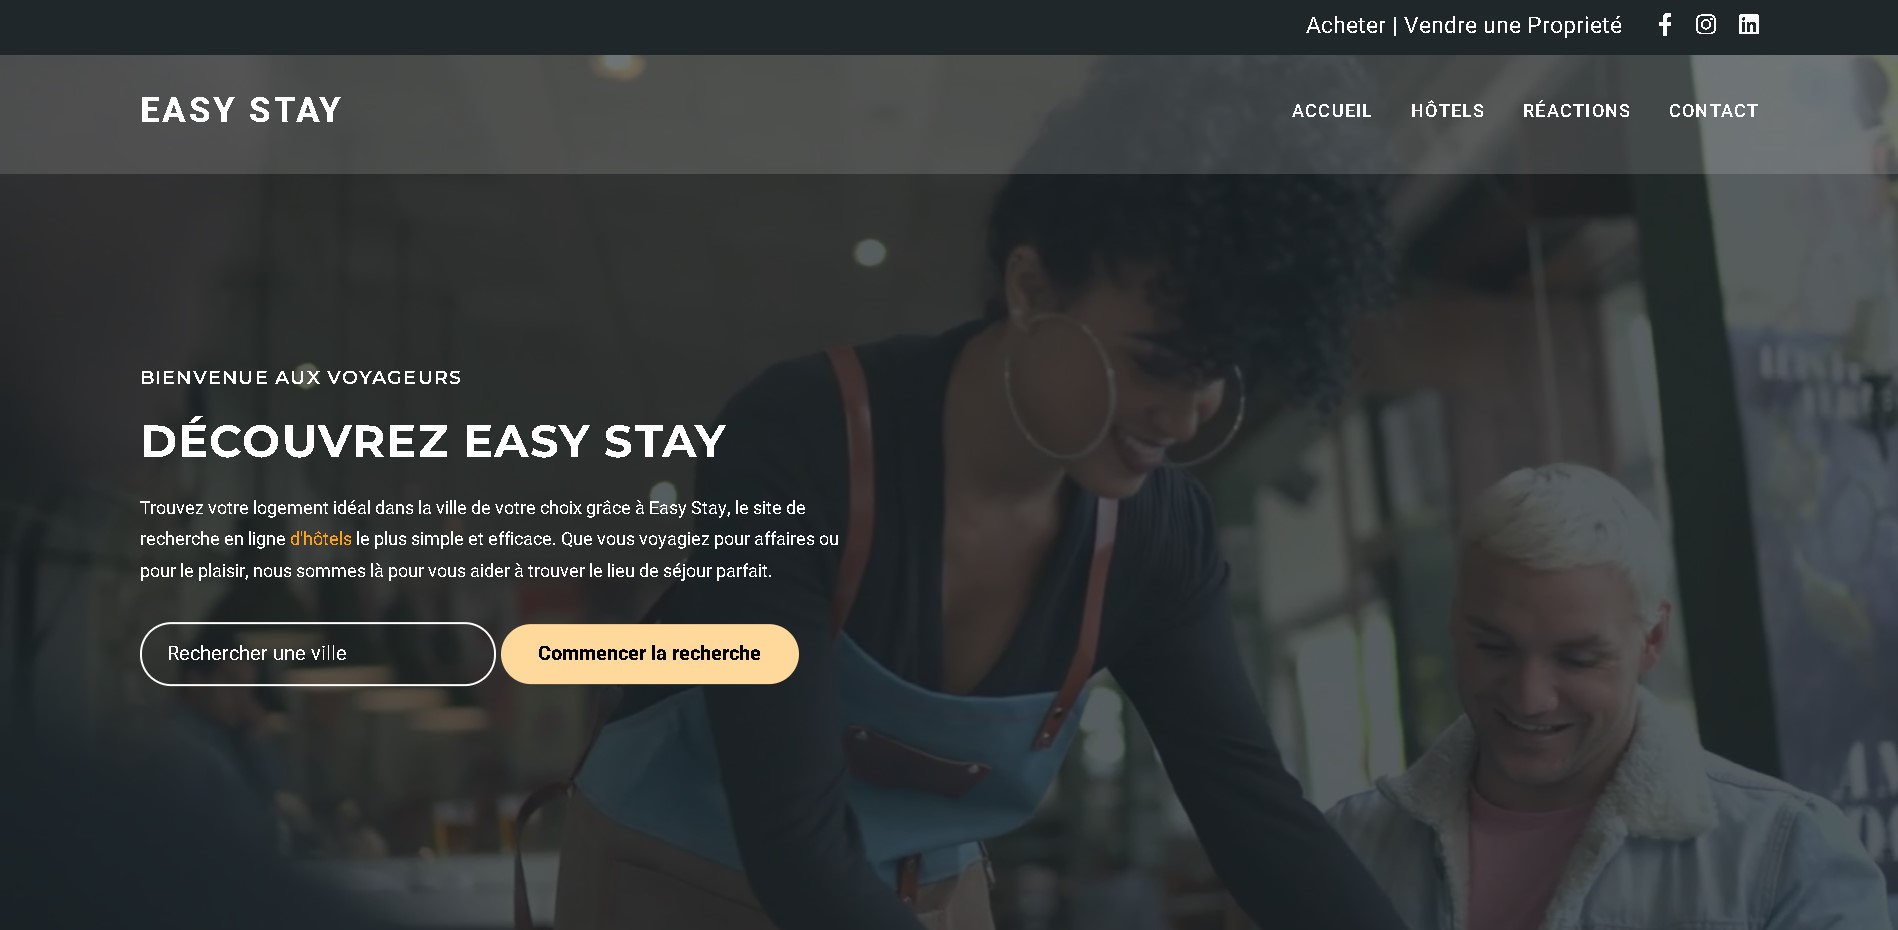 Acheter | Vendre une Proprieté
EASY STAY
ACCUEIL HÔTELS RÉACTIONS CONTACT
BIENVENUE AUX VOYAGEURS
DÉCOUVREZ EASY STAY
Trouvez votre logement idéal dans la ville de votre choix grâce à Easy Stay, le site de
recherche en ligne d'hôtels le plus simple et efficace. Que vous voyagiez pour affaires ou
pour le plaisir, nous sommes là pour vous aider à trouver le lieu de séjour parfait.
Rechercher une ville
Commencer la recherche